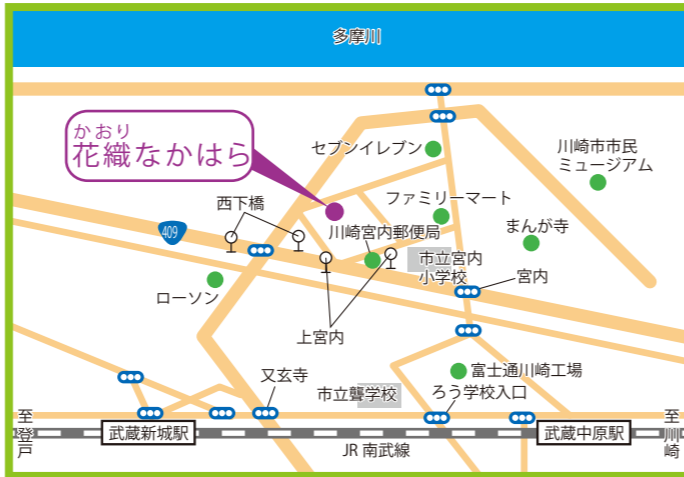 多摩川
かおり
花織なかはら
セブンイレブン
川崎市市民
ミュージアム
西下橋
ファミリーマート
409
川崎宮内郵便局
まんが寺
市立宮内
小学校
宮内
ローソン
上宮内
又玄寺
富士通川崎工場
市立聾学校
ろう学校入口
至登戸
武蔵新城駅
JR 南武線
武蔵中原駅
至川崎